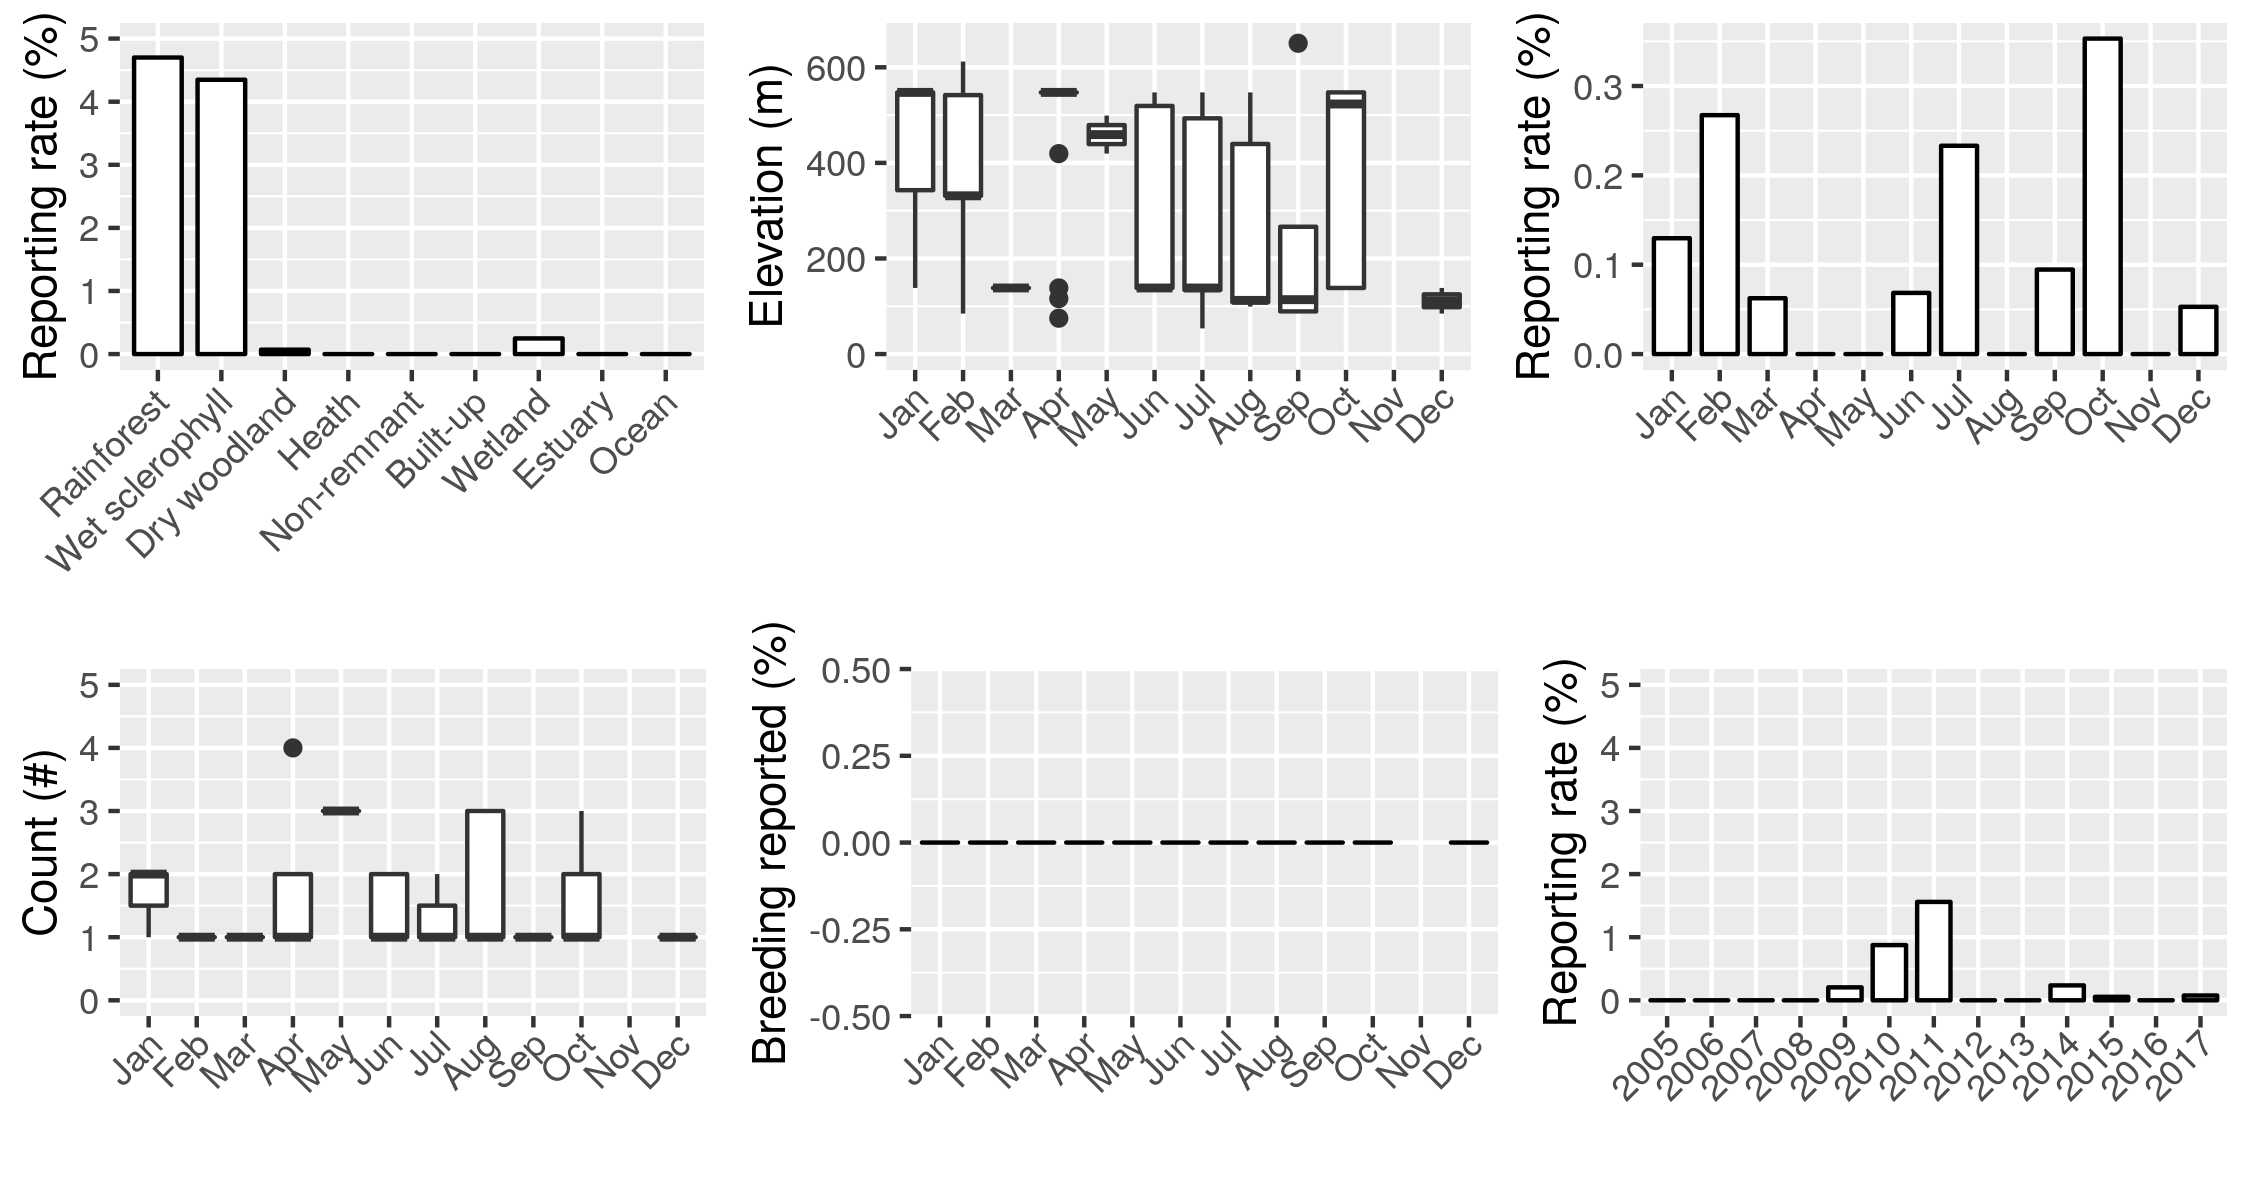 Reporting rate (%)
5
4
3
2
1
0
Rainforest
Wet sclerophyll
Dry woodland
Heath
Non-remnant
Built-up
Wetland
Estuary
Ocean
Elevation (m)
600
400
200
0
Jan
Feb
Mar
Apr
May
Jun
Jul
Aug
Sep
Oct
Nov
Dec
Reporting rate (%)
0.3
0.2
0.1
0.0
Jan
Feb
Mar
Apr
May
Jun
Jul
Aug
Sep
Oct
Nov
Dec
Count (#)
5
4
3
2
1
0
Jan
Feb
Mar
Apr
May
Jun
Jul
Aug
Sep
Oct
Nov
Dec
Breeding reported (%)
0.50
0.25
0.00
-0.25
-0.50
Jan
Feb
Mar
Apr
May
Jun
Jul
Aug
Sep
Oct
Nov
Dec
Reporting rate (%)
5
4
3
2
1
0
2005
2006
2007
2008
2009
2010
2011
2012
2013
2014
2015
2016
2017